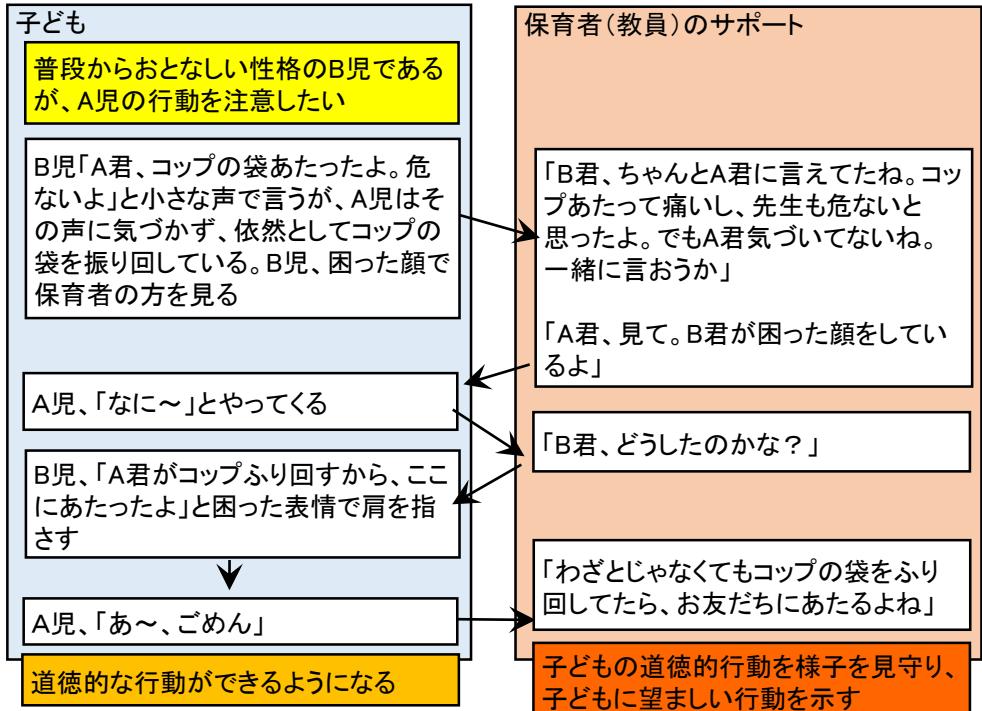 子ども
普段からおとなしい性格のB児である
が、A児の行動を注意したい
B児「A君、コップの袋あたったよ。危
ないよ」と小さな声で言うが、A児はそ
の声に気づかず、依然としてコップの
袋を振り回している。B児、困った顔で
保育者の方を見る
A児、「なに～」とやってくる
B児、「A君がコップふり回すから、ここ
にあたったよ」と困った表情で肩を指
さす
A児、「あ～、ごめん」
道徳的な行動ができるようになる
保育者（教員）のサポート
「B君、ちゃんとA君に言えてたね。コッ
プあたって痛いし、先生も危ないと
思ったよ。でもA君気づいてないね。
一緒に言おうか」
「A君、見て。B君が困った顔をしてい
るよ」
「B君、どうしたのかな？」
「わざとじゃなくてもコップの袋をふり
回してたら、お友だちにあたるよね」
子どもの道徳的行動を様子を見守り、
子どもに望ましい行動を示す